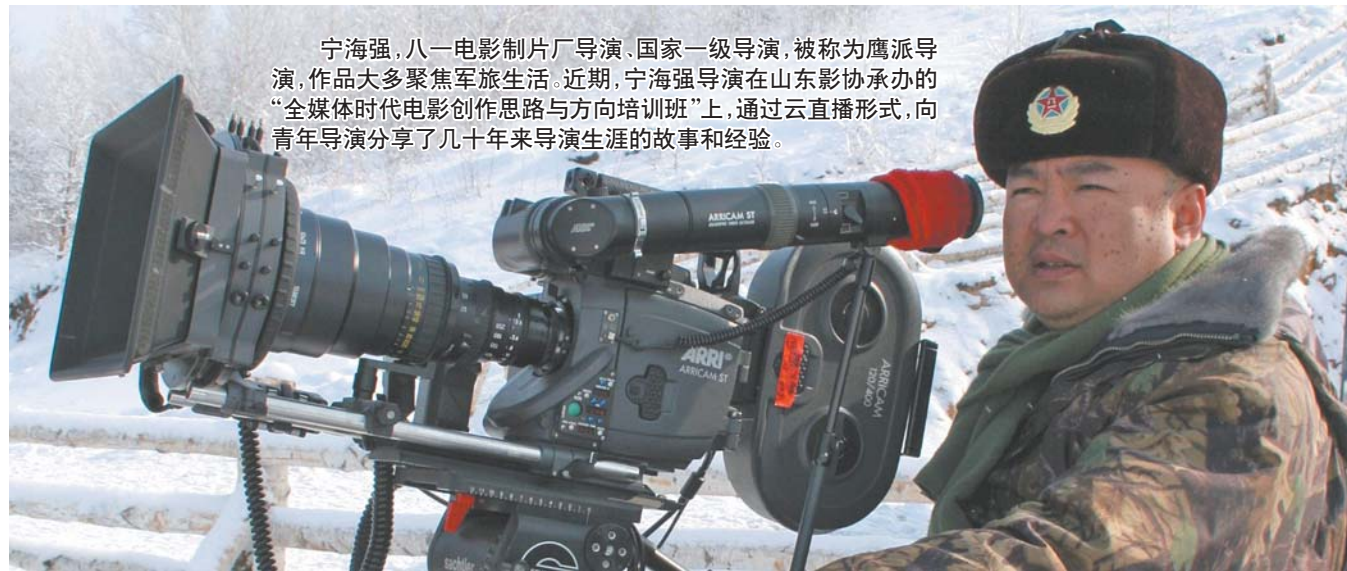 宁海强,八一电影制片厂导演、国家一级导演,被称为鹰派导
演,作品大多聚焦军旅生活。近期,宁海强导演在山东影协承办的
“全媒体时代电影创作思路与方向培训班”上,通过云直播形式,向
青年导演分享了几十年来导演生涯的故事和经验。
ARRICAM ST
ARRI
ARRI®
ARRICAM ST
ARRICAM
120/400
sachtler